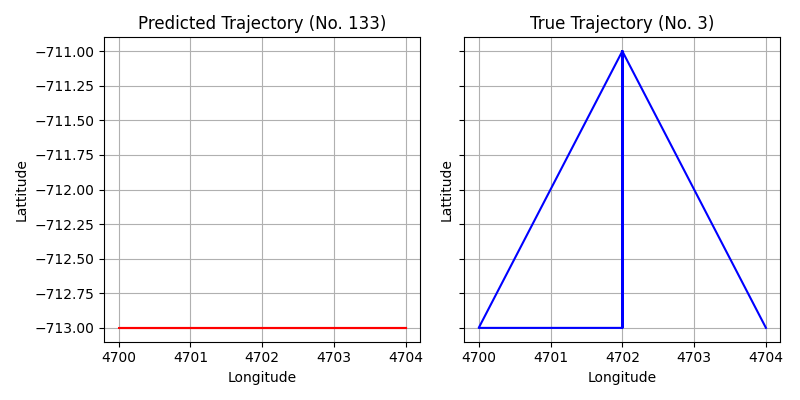 Predicted Trajectory (No. 133)
True Trajectory (No. 3)
−711.00
−711.25
−711.50
−711.75
−712.00
−712.25
−712.50
−712.75
−713.00
Lattitude
Lattitude
4700 4701 4702 4703 4704
4700 4701 4702 4703 4704
Longitude
Longitude